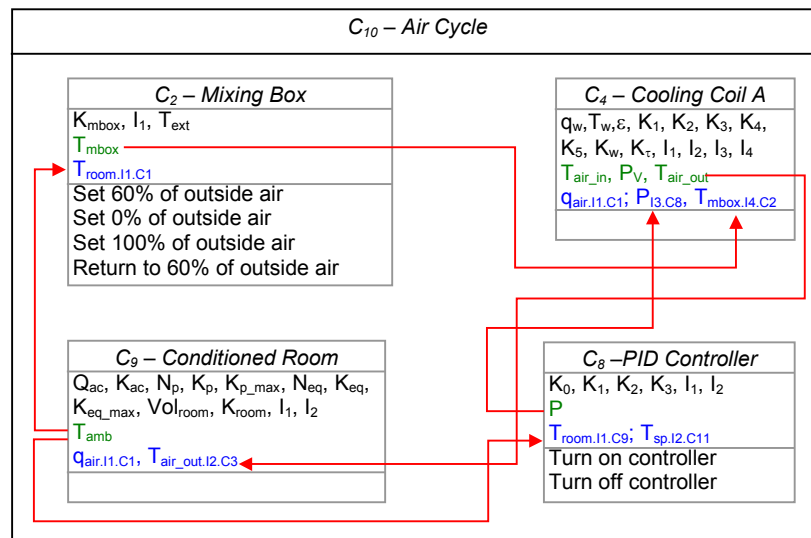 C10 – Air Cycle
C2 – Mixing Box
Kmbox, I1, Text
Tmbox
Troom.I1.C1
Set 60% of outside air
Set 0% of outside air
Set 100% of outside air
Return to 60% of outside air
C4 – Cooling Coil A
qw,Tw,ε, K1, K2, K3, K4,
K5, Kw, Kτ, I1, I2, I3, I4
Tair_in, PV, Tair_out
qair.I1.C1; PI3.C8, Tmbox.I4.C2
C9 – Conditioned Room
Qac, Kac, Np, Kp, Kp_max, Neq, Keq,
Keq_max, Volroom, Kroom, I1, I2
Tamb
qair.I1.C1, Tair_out.I2.C3
C8 –PID Controller
K0, K1, K2, K3, I1, I2
P
Troom.I1.C9; Tsp.I2.C11
Turn on controller
Turn off controller